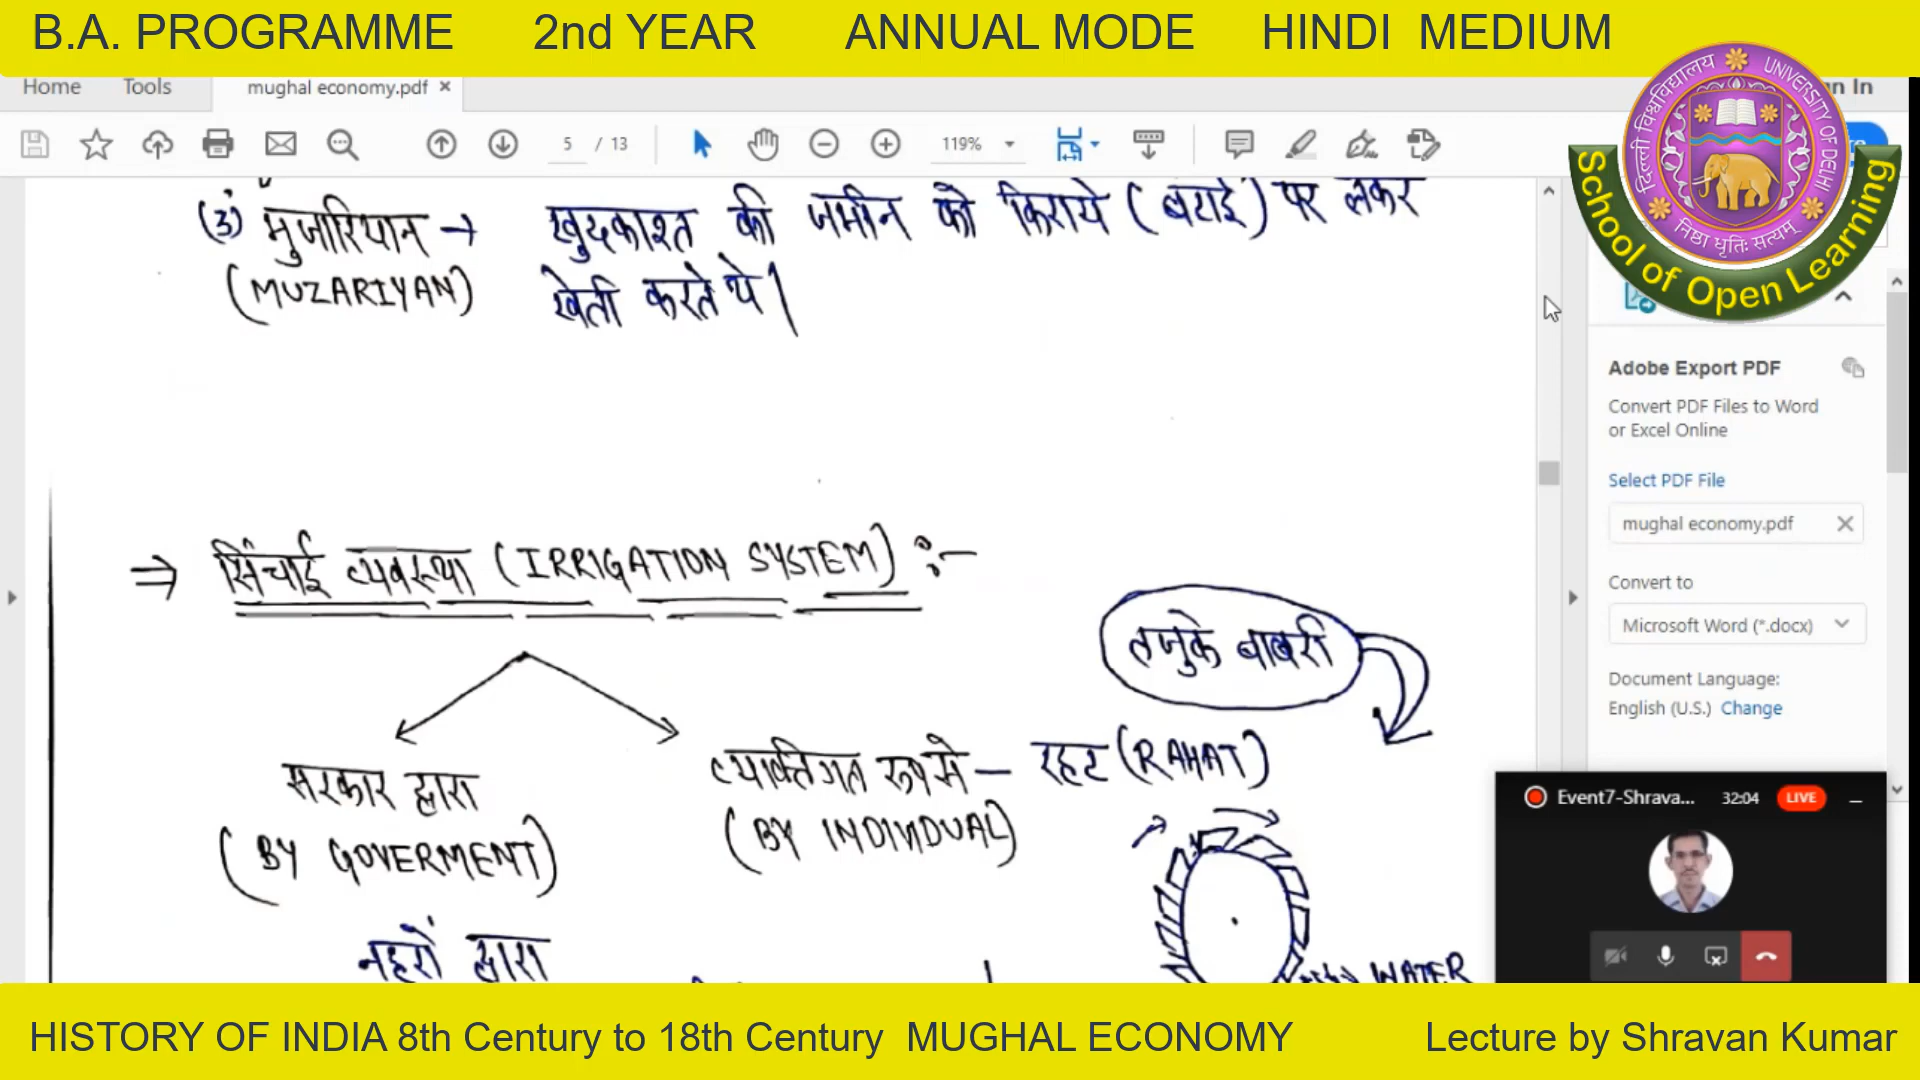 B.A. PROGRAMME 2nd YEAR ANNUAL MODE HINDI MEDIUM
Home Tools mughal economy.pdf × In
5 / 13 119%
(3) मुजारियान → खुदकाश्त की जमीन को किराये (बटाई) पर लेकर
(MUZARIYAN) खेती करते थे।
⇒ सिंचाई व्यवस्था (IRRIGATION SYSTEM) :-
तजुके बाबरी
सरकार द्वारा
(BY GOVERMENT)
नहरों द्वारा
व्यक्तिगत रूप से – रहट (RAHAT)
(BY INDIVIDUAL)
WATER
दिल्ली विश्वविद्यालय
UNIVERSITY OF DELHI
निष्ठा धृतिः सत्यम्
School of Open Learning
Adobe Export PDF
Convert PDF Files to Word
or Excel Online
Select PDF File
mughal economy.pdf
Convert to
Microsoft Word (*.docx)
Document Language:
English (U.S.) Change
Event7-Shrava... 32:04 LIVE
HISTORY OF INDIA 8th Century to 18th Century MUGHAL ECONOMY Lecture by Shravan Kumar